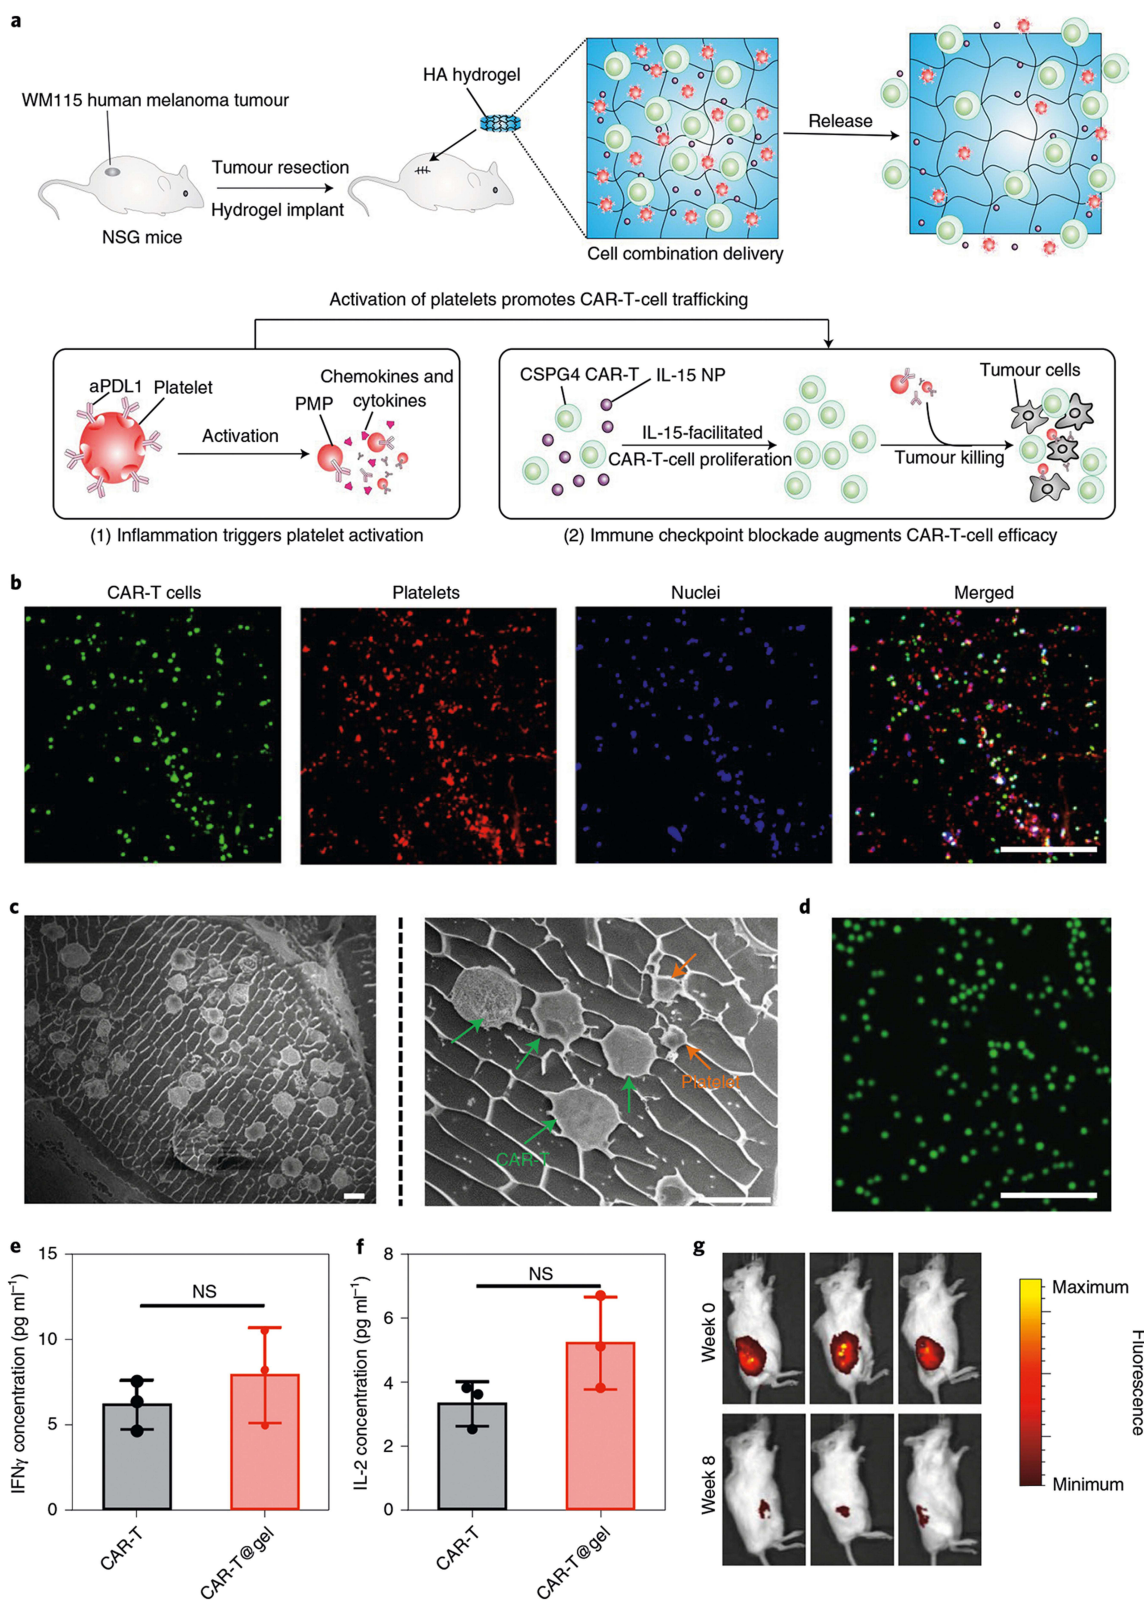 a
WM115 human melanoma tumour
NSG mice
Tumour resection
Hydrogel implant
HA hydrogel
Cell combination delivery
Release
Activation of platelets promotes CAR-T-cell trafficking
aPDL1
Platelet
Activation
PMP
Chemokines and
cytokines
(1) Inflammation triggers platelet activation
CSPG4 CAR-T
IL-15 NP
IL-15-facilitated
CAR-T-cell proliferation
Tumour killing
Tumour cells
(2) Immune checkpoint blockade augments CAR-T-cell efficacy
b
CAR-T cells
Platelets
Nuclei
Merged
c
Platelet
CAR-T
d
e
IFNγ concentration (pg ml⁻¹)
15
10
5
0
NS
CAR-T
CAR-T@gel
f
IL-2 concentration (pg ml⁻¹)
8
6
4
2
0
NS
CAR-T
CAR-T@gel
g
Week 0
Week 8
Maximum
Minimum
Fluorescence